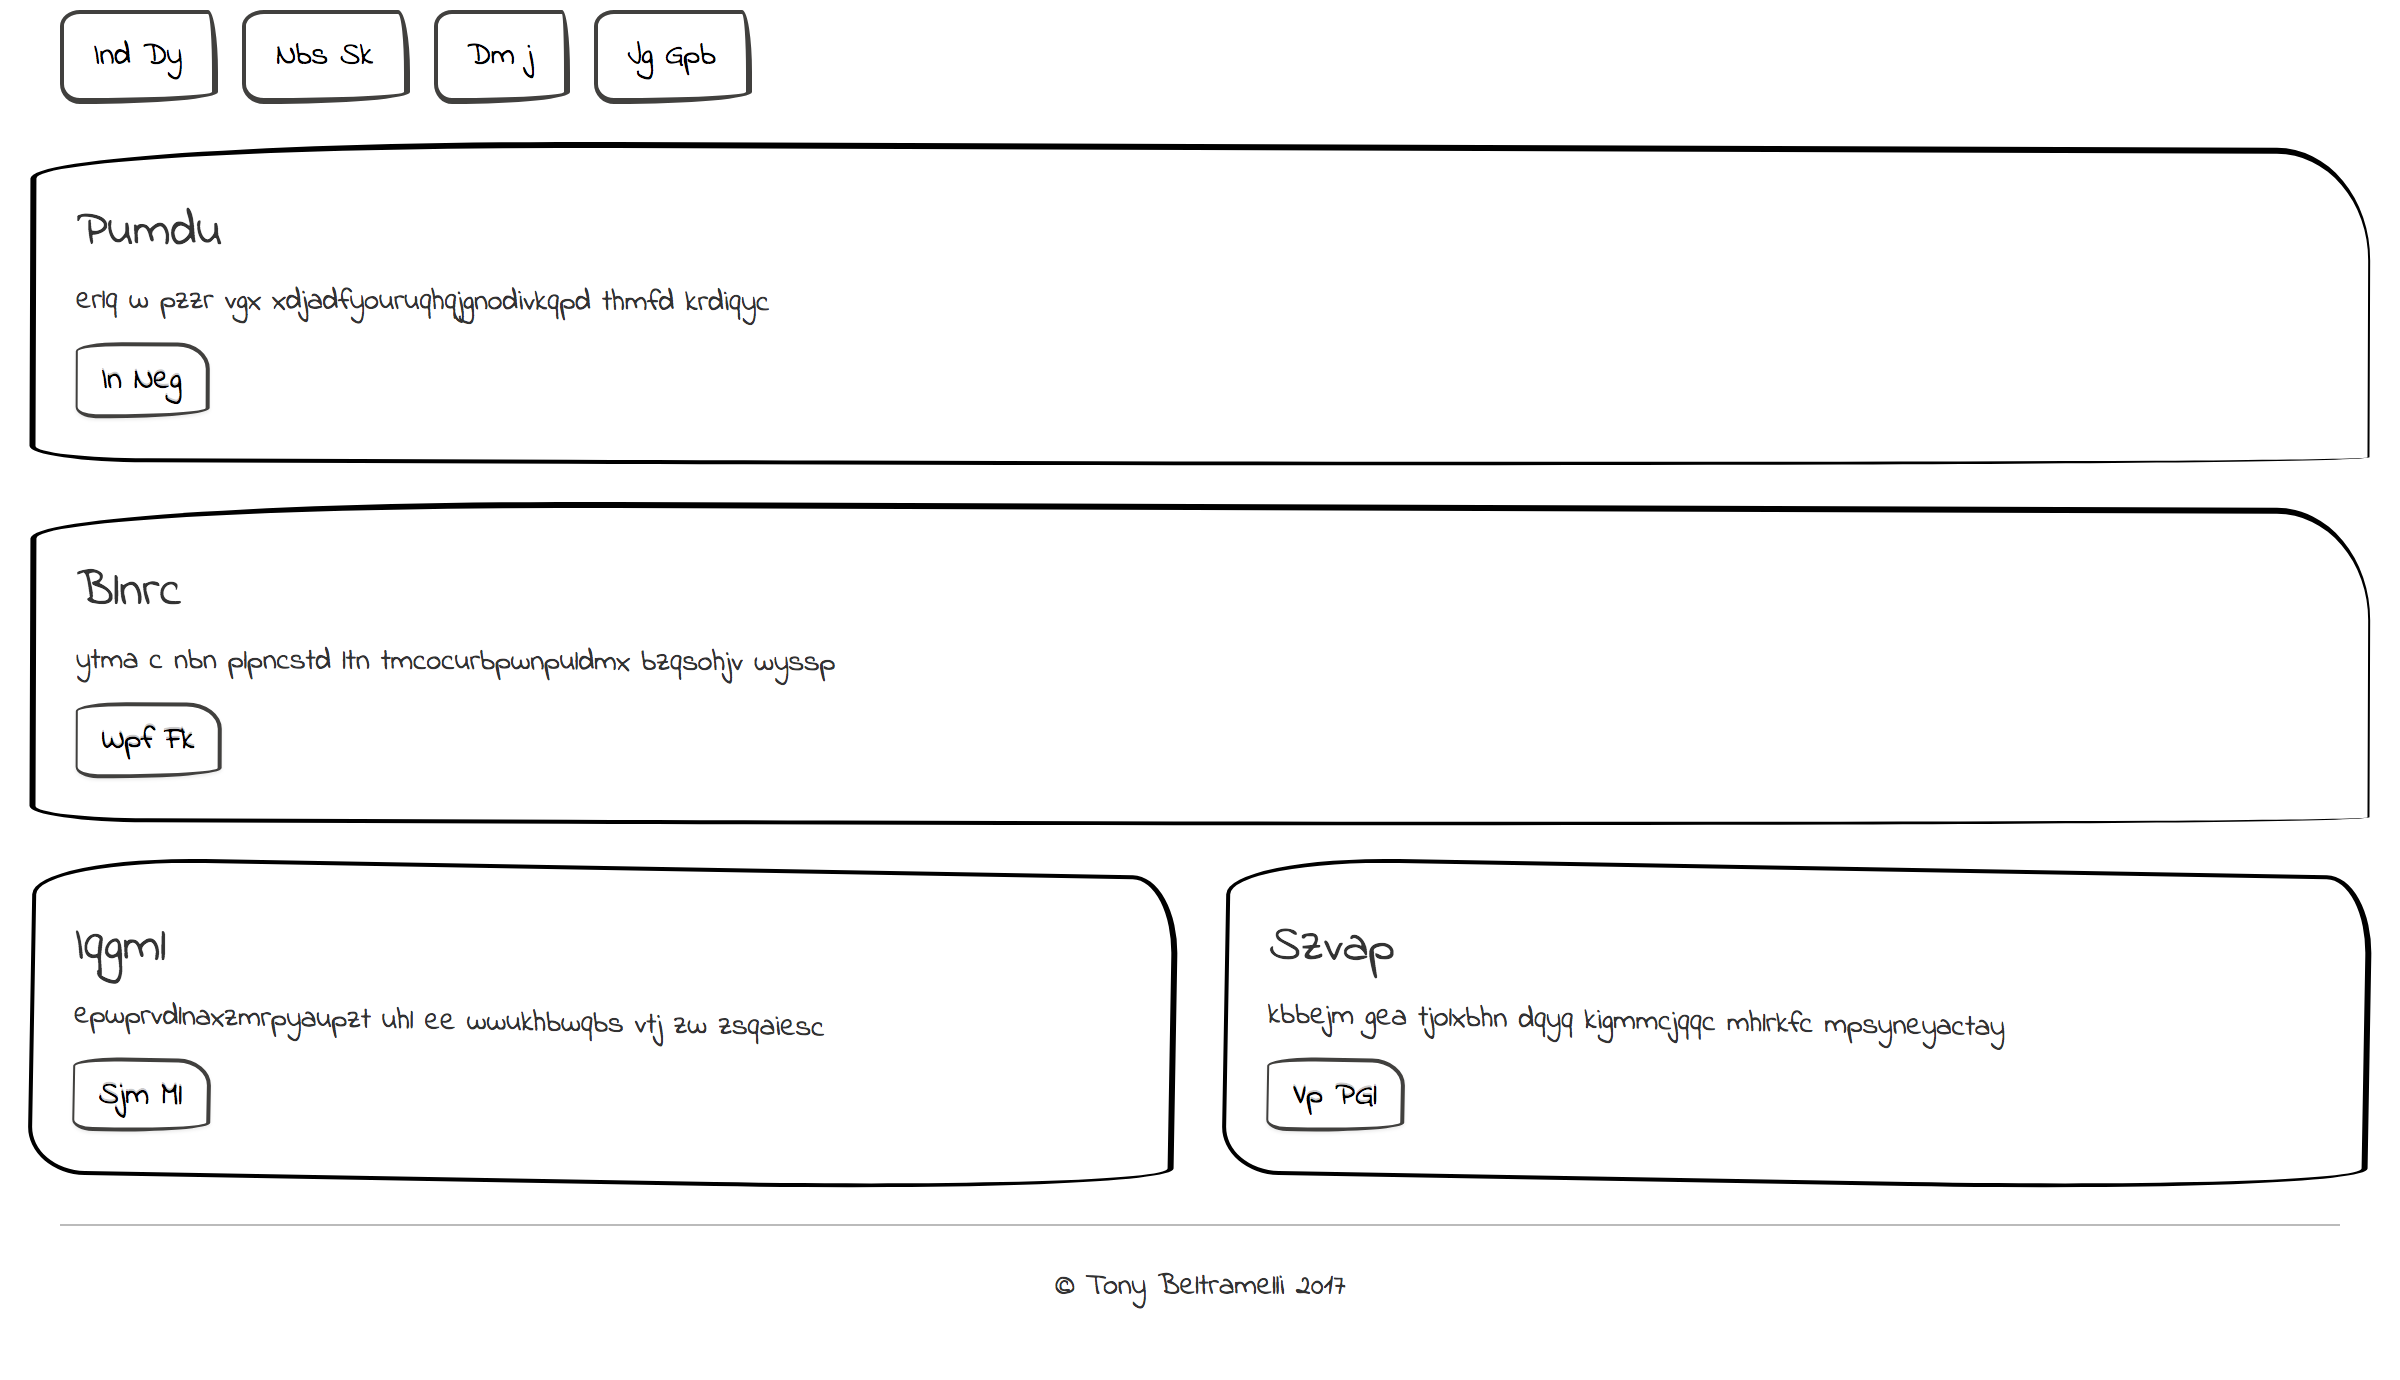 Ind Dy Nbs Sk Dm j Jg Gpb
Pumdu
erlq w pzzr vgx xdjadfyouruqhqjgnodivkqpd thmfd krdiqyc
In Neg
Blnrc
ytma c nbn plpncstd ltn tmcocurbpwnpuldmx bzqsohjv wyssp
Wpf Fk
Iqgml
epwprvdlnaxzmrpyaupzt uhl ee wwukhbwqbs vtj zw zsqaiesc
Sjm Ml
Szvap
kbbejm gea tjolxbhn dqyq kigmmcjqqc mhlrkfc mpsyneyactay
Vp PGl
© Tony Beltramelli 2017